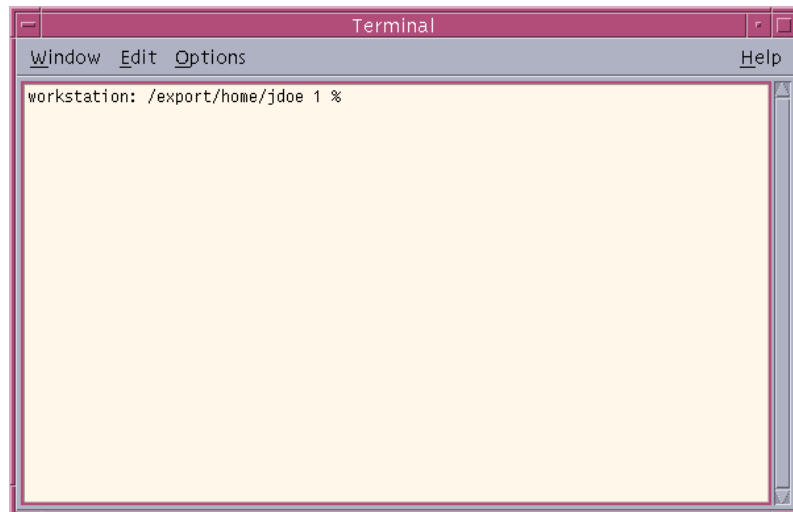 Terminal
Window Edit Options Help
workstation: /export/home/jdoe 1 %